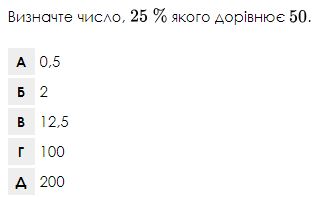 Визначте число, 25 % якого дорівнює 50.
А 0,5
Б 2
В 12,5
Г 100
Д 200